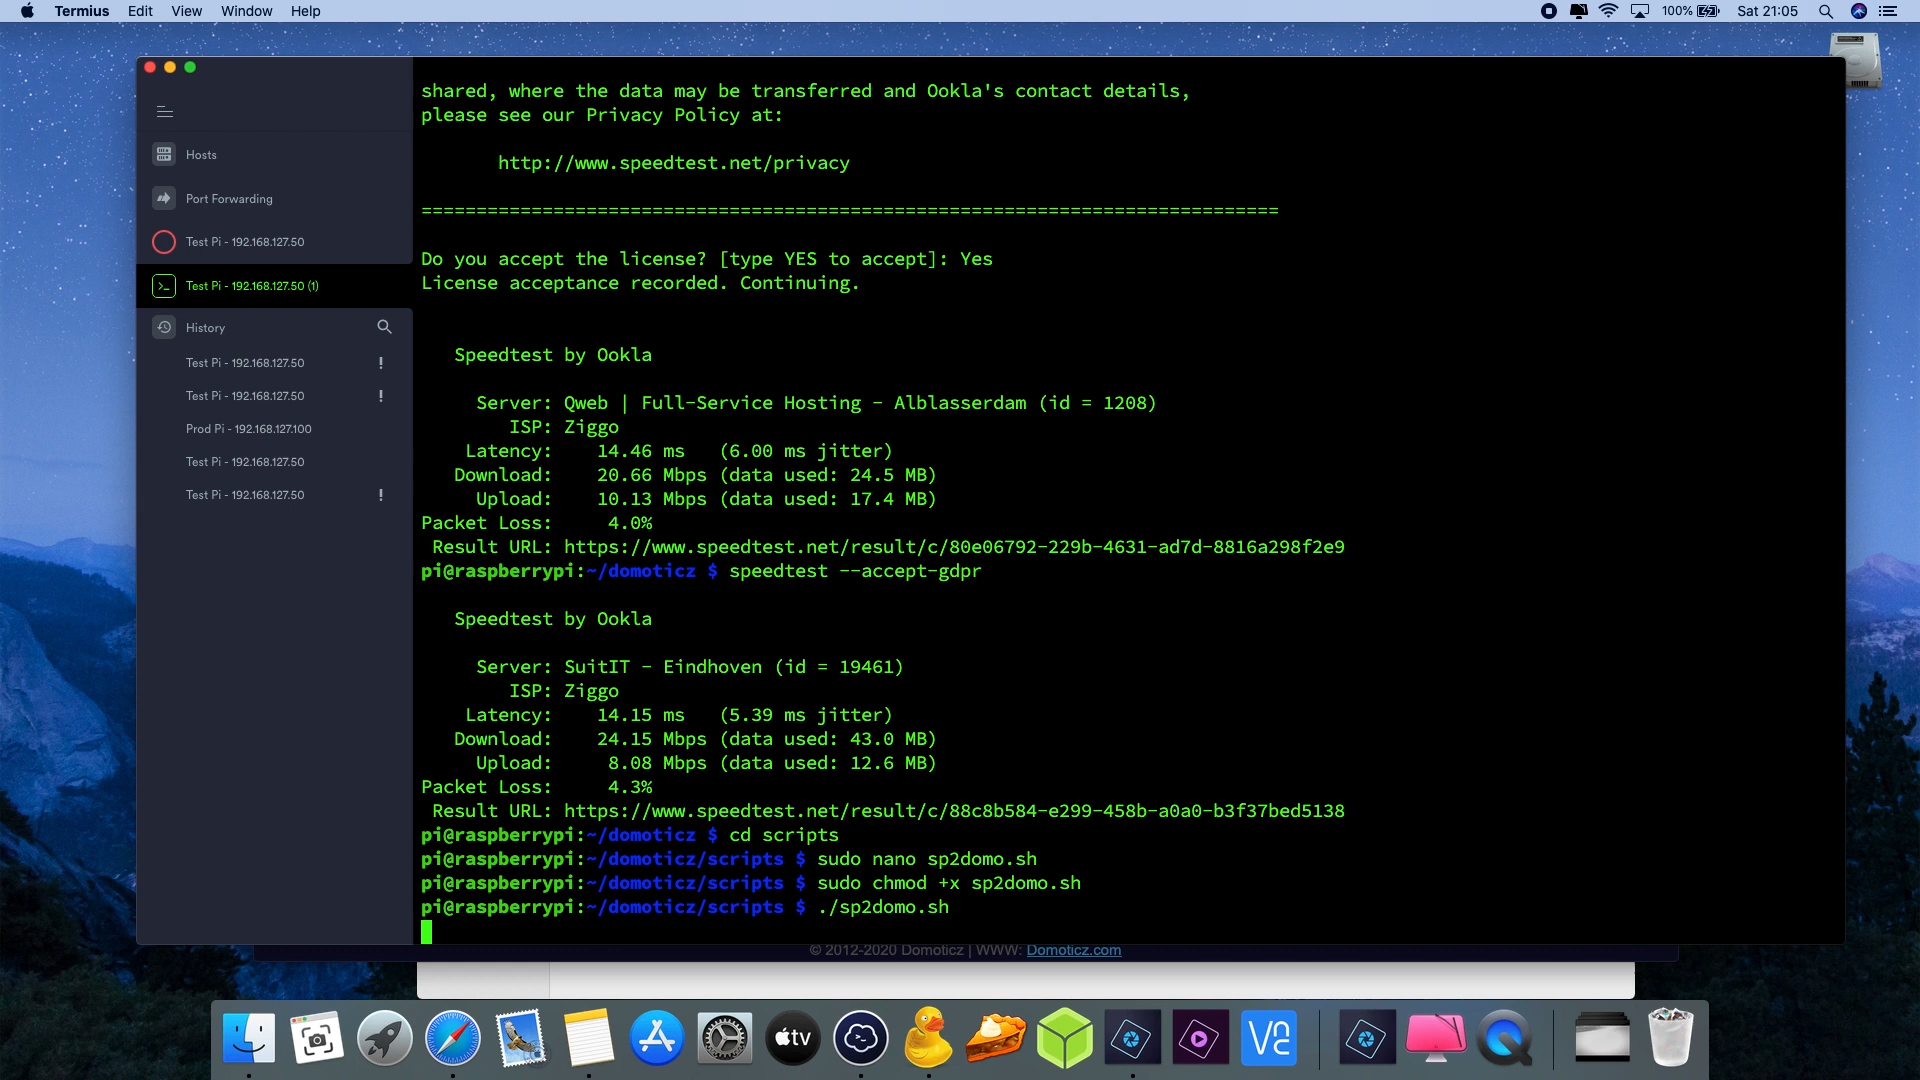 Termius Edit View Window Help
100% Sat 21:05
Hosts
Port Forwarding
Test Pi - 192.168.127.50
Test Pi - 192.168.127.50 (1)
History
Test Pi - 192.168.127.50 !
Test Pi - 192.168.127.50 !
Prod Pi - 192.168.127.100
Test Pi - 192.168.127.50
Test Pi - 192.168.127.50 !
shared, where the data may be transferred and Ookla's contact details,
please see our Privacy Policy at:
http://www.speedtest.net/privacy
==============================================================================
Do you accept the license? [type YES to accept]: Yes
License acceptance recorded. Continuing.
Speedtest by Ookla
Server: Qweb | Full-Service Hosting - Alblasserdam (id = 1208)
ISP: Ziggo
Latency: 14.46 ms (6.00 ms jitter)
Download: 20.66 Mbps (data used: 24.5 MB)
Upload: 10.13 Mbps (data used: 17.4 MB)
Packet Loss: 4.0%
Result URL: https://www.speedtest.net/result/c/80e06792-229b-4631-ad7d-8816a298f2e9
pi@raspberrypi:~/domoticz $ speedtest --accept-gdpr
Speedtest by Ookla
Server: SuitIT - Eindhoven (id = 19461)
ISP: Ziggo
Latency: 14.15 ms (5.39 ms jitter)
Download: 24.15 Mbps (data used: 43.0 MB)
Upload: 8.08 Mbps (data used: 12.6 MB)
Packet Loss: 4.3%
Result URL: https://www.speedtest.net/result/c/88c8b584-e299-458b-a0a0-b3f37bed5138
pi@raspberrypi:~/domoticz $ cd scripts
pi@raspberrypi:~/domoticz/scripts $ sudo nano sp2domo.sh
pi@raspberrypi:~/domoticz/scripts $ sudo chmod +x sp2domo.sh
pi@raspberrypi:~/domoticz/scripts $ ./sp2domo.sh
© 2012-2020 Domoticz | WWW: Domoticz.com
tv